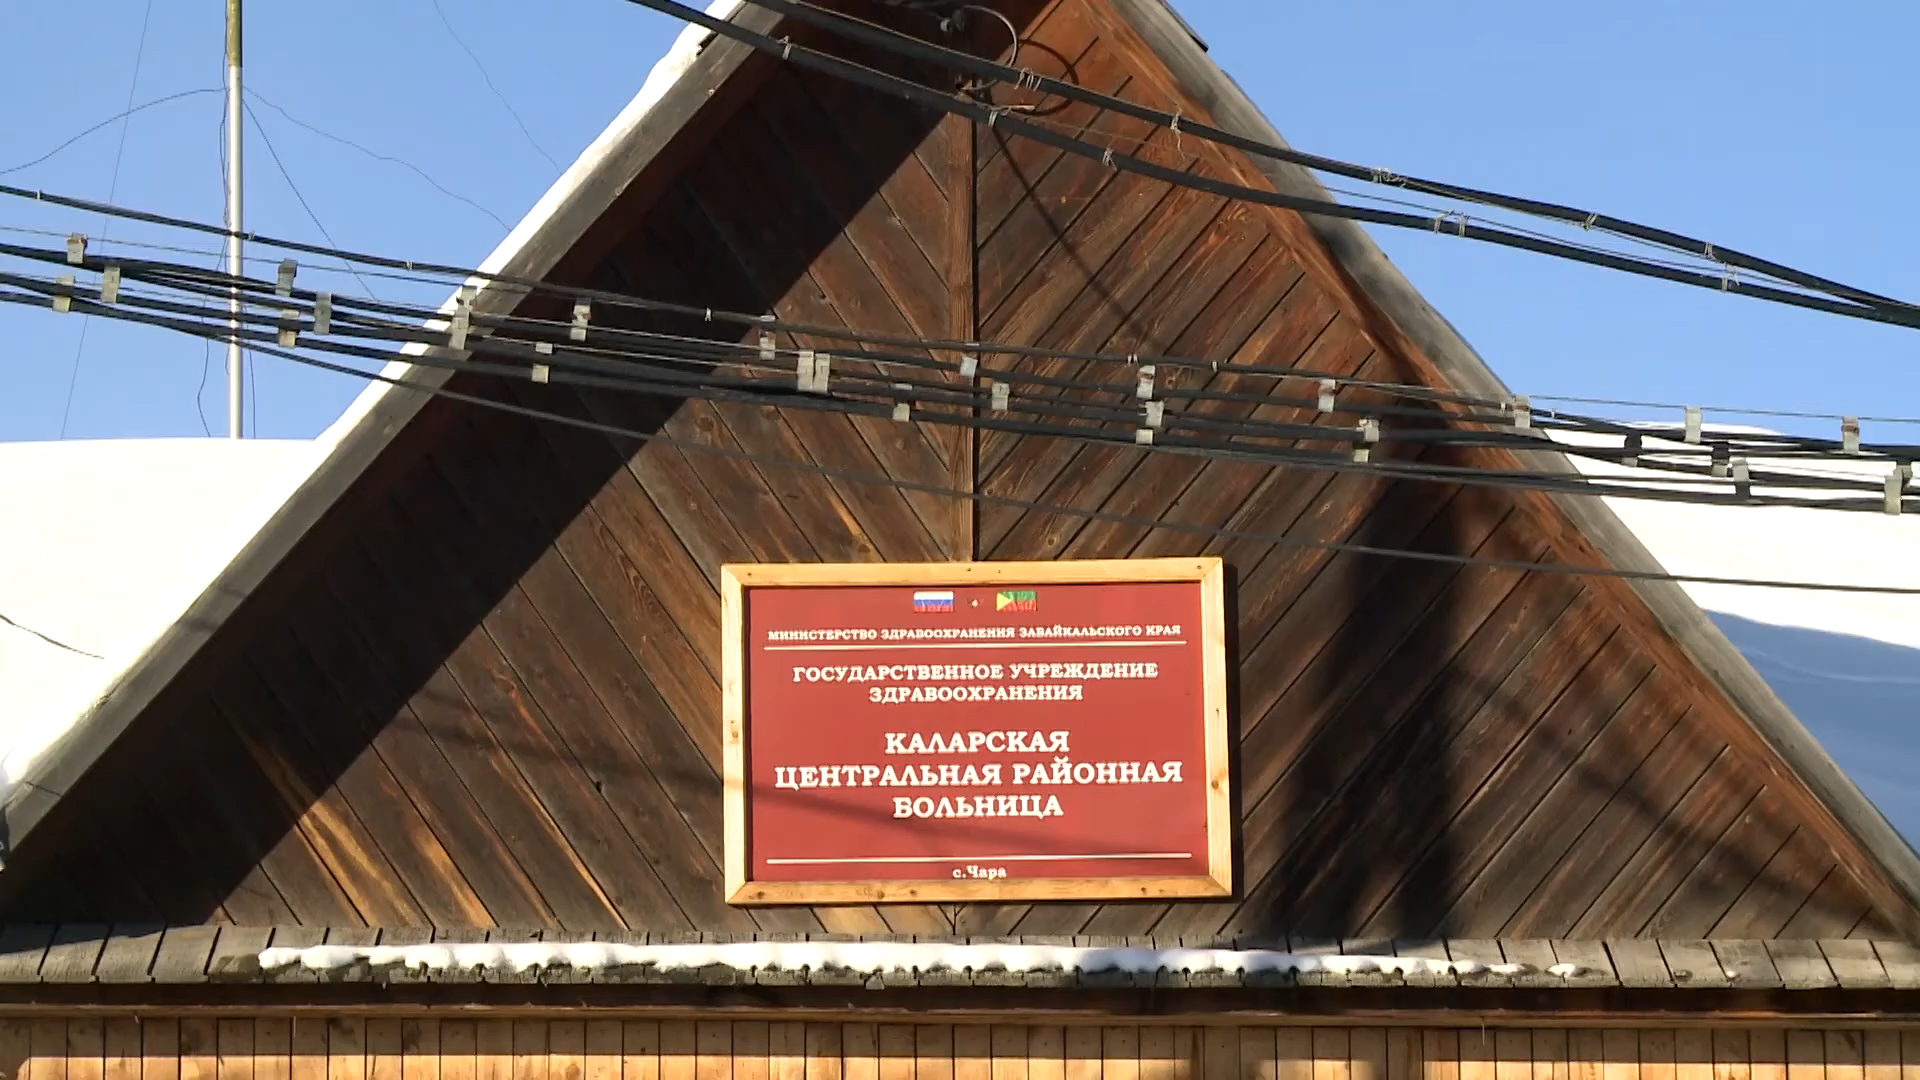 МИНИСТЕРСТВО ЗДРАВООХРАНЕНИЯ ЗАБАЙКАЛЬСКОГО КРАЯ
ГОСУДАРСТВЕННОЕ УЧРЕЖДЕНИЕ
ЗДРАВООХРАНЕНИЯ
КАЛАРСКАЯ
ЦЕНТРАЛЬНАЯ РАЙОННАЯ
БОЛЬНИЦА
с.Чара